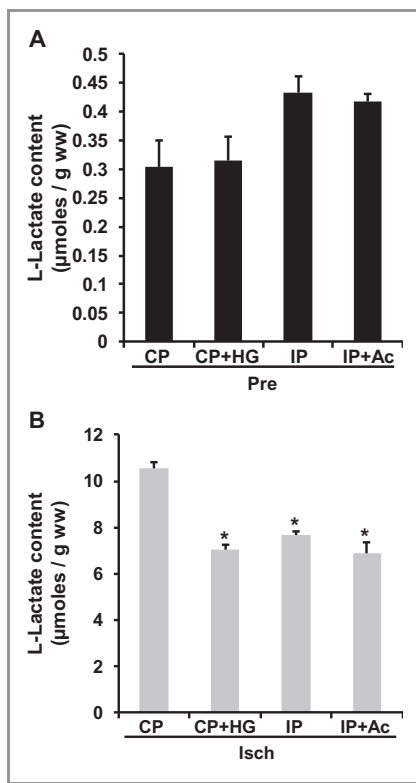 A
L-Lactate content
(µmoles / g ww)
0.5
0.45
0.4
0.35
0.3
0.25
0.2
0.15
0.1
0.05
0
CP CP+HG IP IP+Ac
Pre
B
L-Lactate content
(µmoles / g ww)
12
10
8
6
4
2
0
* * *
CP CP+HG IP IP+Ac
Isch